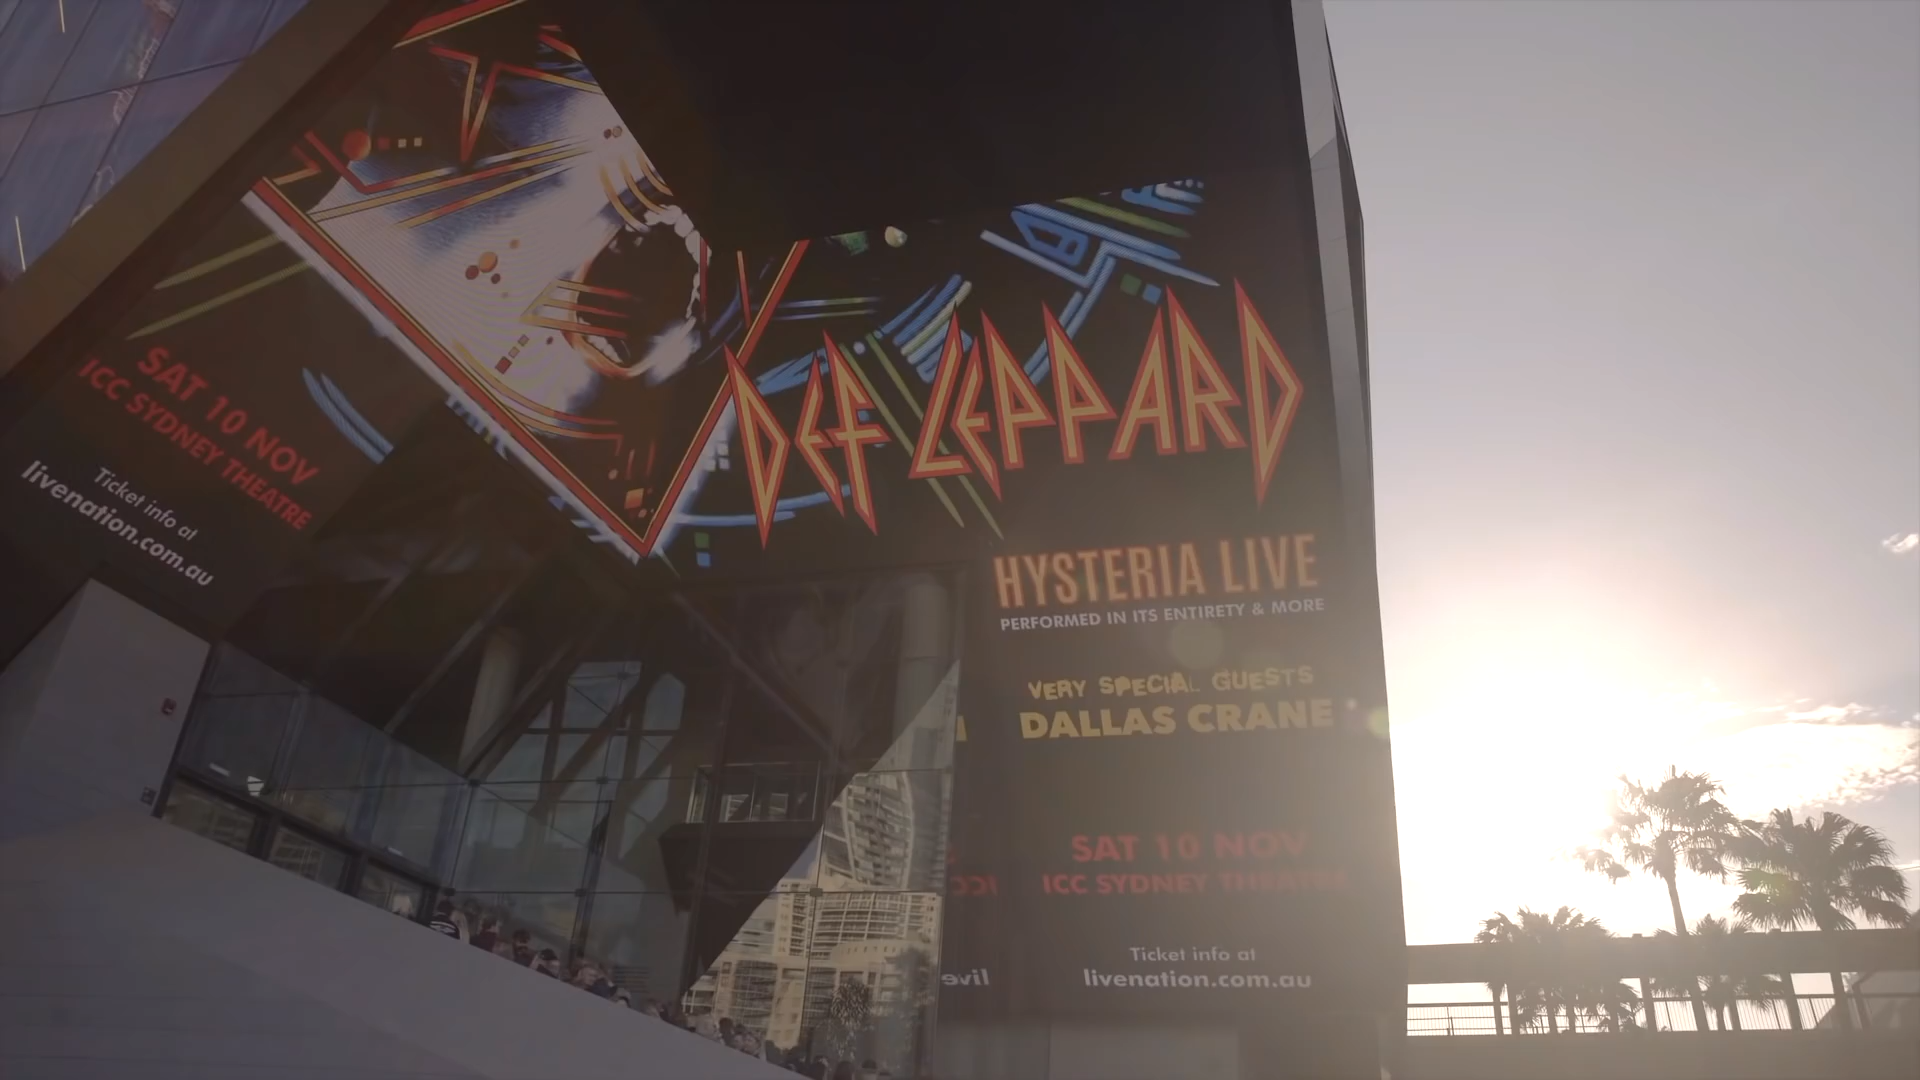 SAT 10 NOV
ICC SYDNEY THEATRE
Ticket info at
livenation.com.au
DEF LEPPARD
HYSTERIA LIVE
PERFORMED IN ITS ENTIRETY & MORE
VERY SPECIAL GUESTS
DALLAS CRANE
SAT 10 NOV
ICC SYDNEY THEATRE
Ticket info at
livenation.com.au